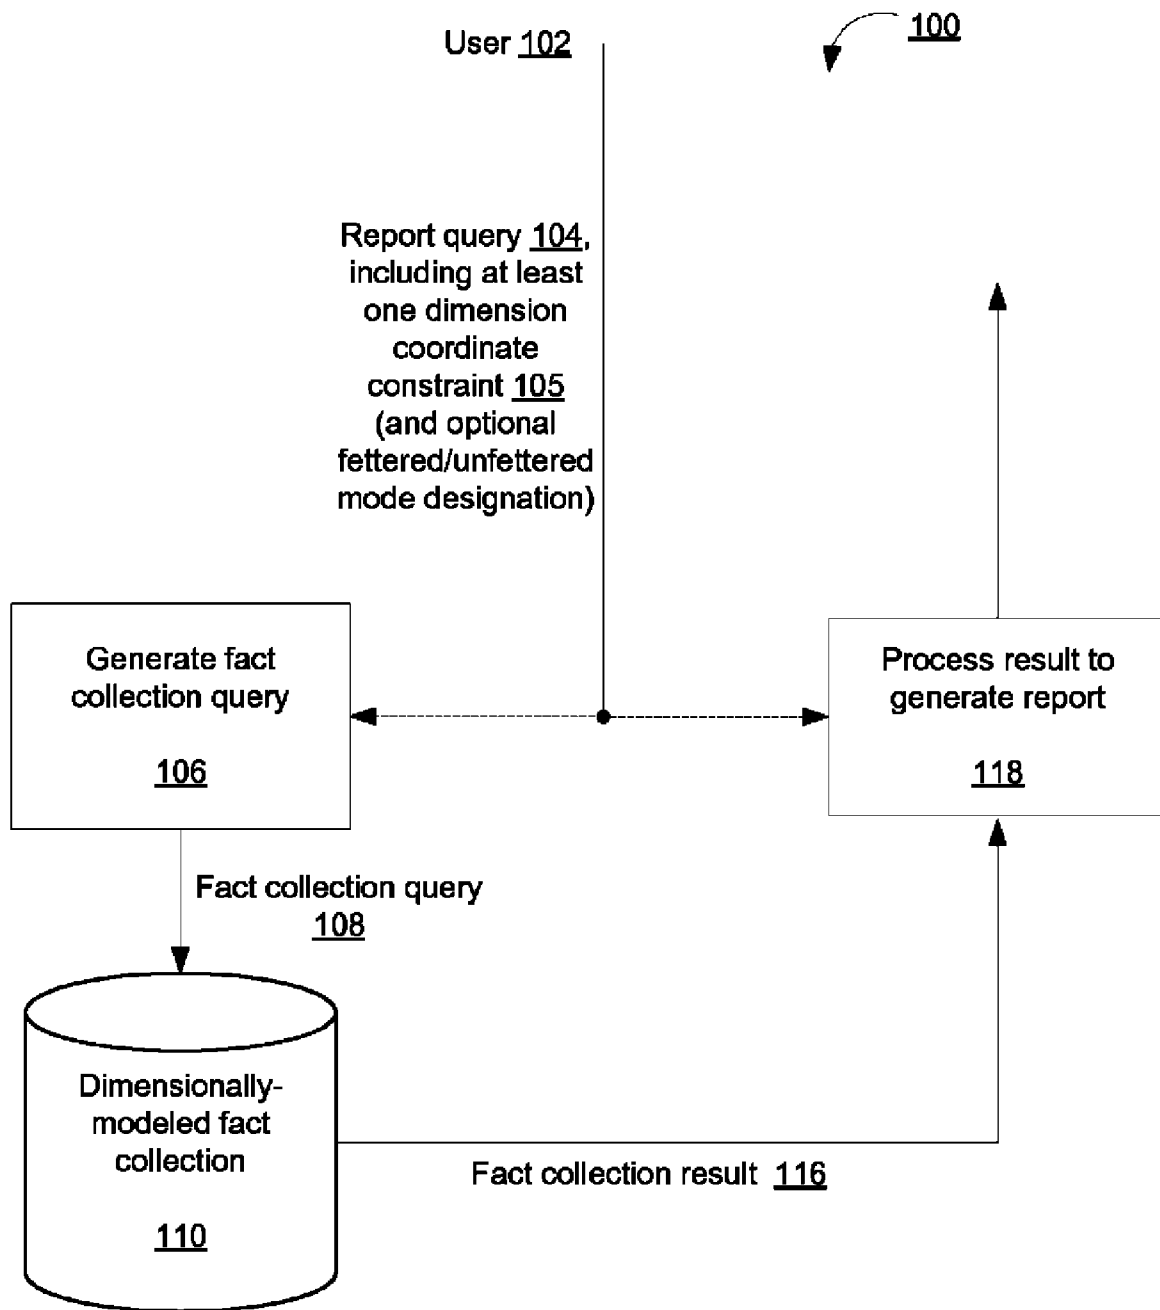 User 102
100
Report query 104,
including at least
one dimension
coordinate
constraint 105
(and optional
fettered/unfettered
mode designation)
Generate fact
collection query
106
Process result to
generate report
118
Fact collection query
108
Dimensionally-
modeled fact
collection
110
Fact collection result 116